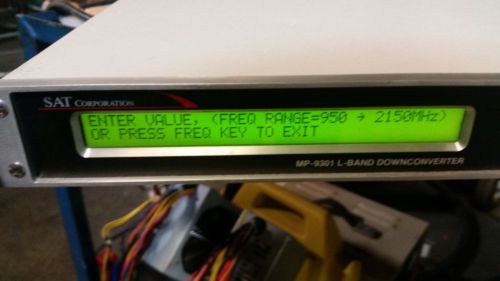 SAT CORPORATION
ENTER VALUE, (FREQ RANGE=950 → 2150MHz)
OR PRESS FREQ KEY TO EXIT
MP-9301 L-BAND DOWNCONVERTER